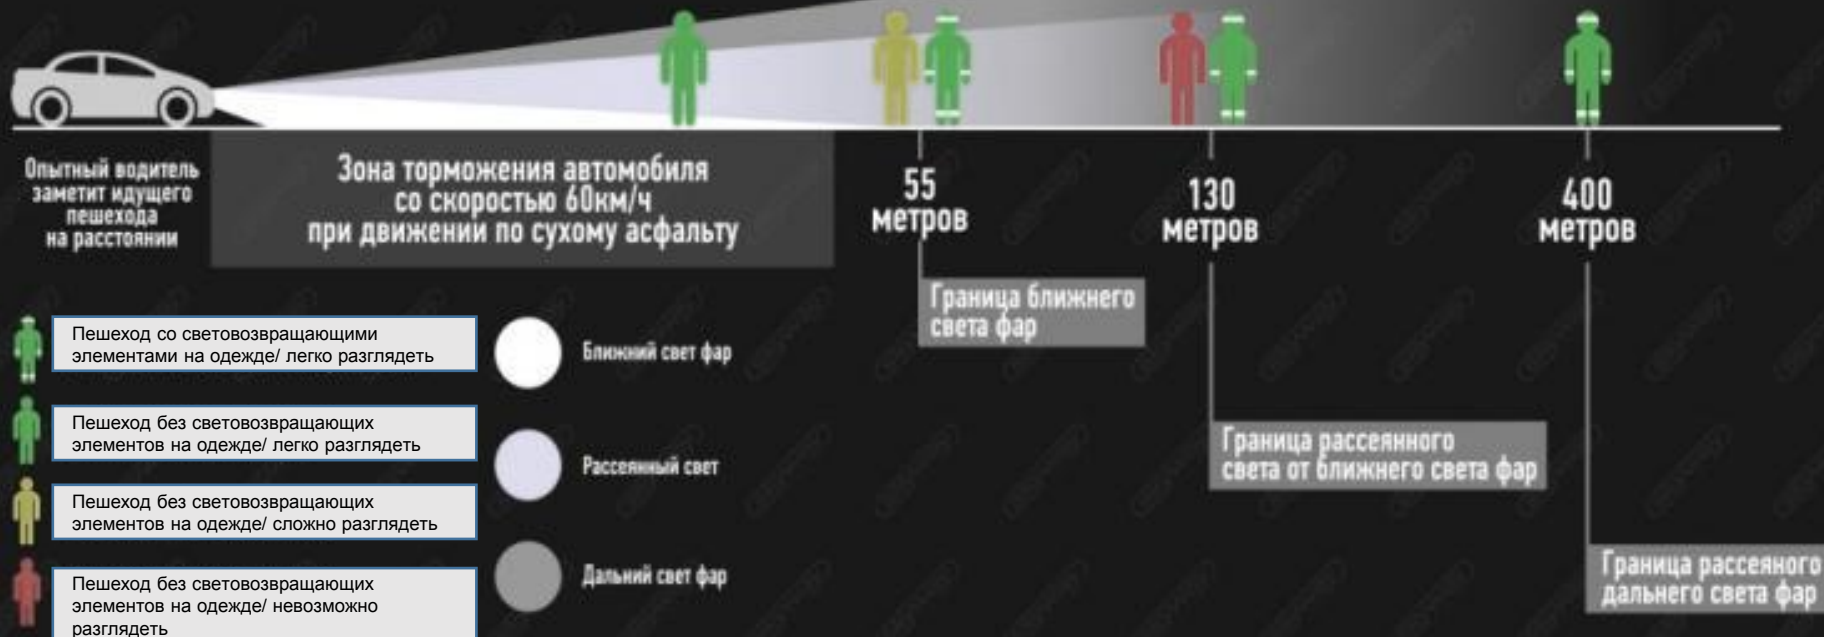 Опытный водитель
заметит идущего
пешехода
на расстоянии
Зона торможения автомобиля
со скоростью 60км/ч
при движении по сухому асфальту
55
метров
130
метров
400
метров
Граница ближнего
света фар
Граница рассеянного
света от ближнего света фар
Граница рассеяного
дальнего света фар
Пешеход со световозвращающими
элементами на одежде/ легко разглядеть
Пешеход без световозвращающих
элементов на одежде/ легко разглядеть
Пешеход без световозвращающих
элементов на одежде/ сложно разглядеть
Пешеход без световозвращающих
элементов на одежде/ невозможно
разглядеть
Ближний свет фар
Рассеянный свет
Дальний свет фар